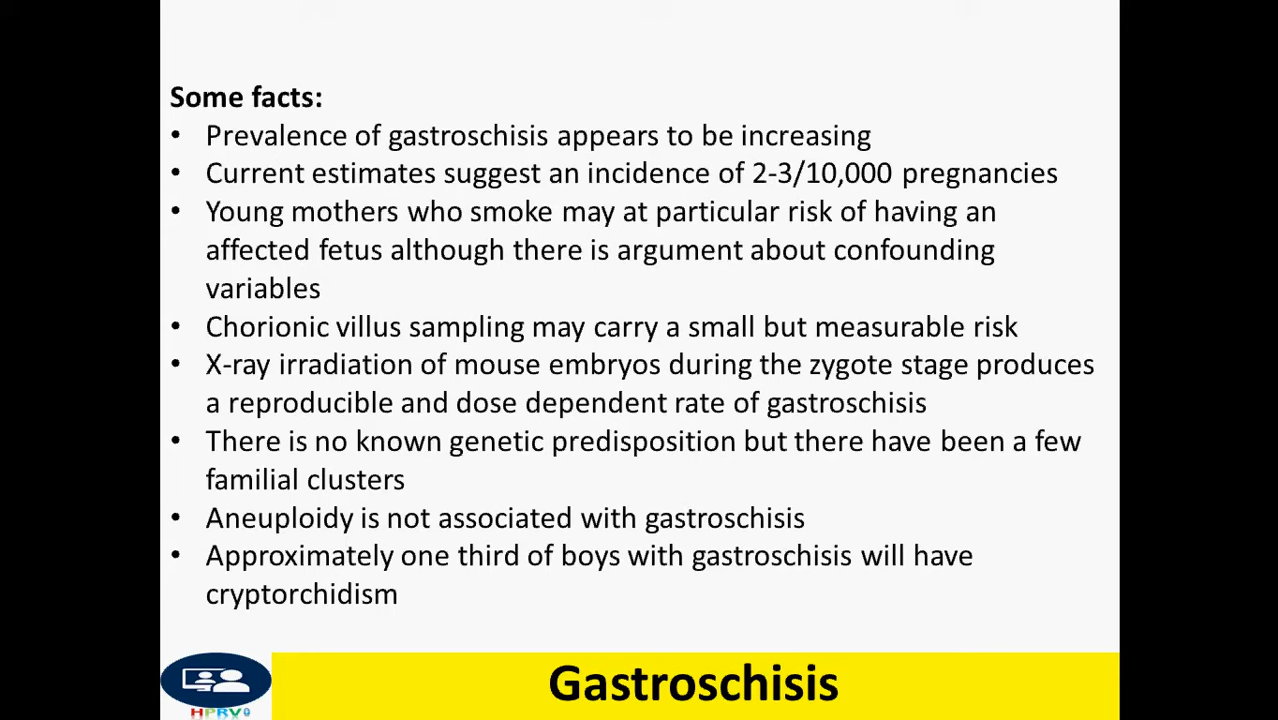 Some facts:
• Prevalence of gastroschisis appears to be increasing
• Current estimates suggest an incidence of 2-3/10,000 pregnancies
• Young mothers who smoke may at particular risk of having an
affected fetus although there is argument about confounding
variables
• Chorionic villus sampling may carry a small but measurable risk
• X-ray irradiation of mouse embryos during the zygote stage produces
a reproducible and dose dependent rate of gastroschisis
• There is no known genetic predisposition but there have been a few
familial clusters
• Aneuploidy is not associated with gastroschisis
• Approximately one third of boys with gastroschisis will have
cryptorchidism
Gastroschisis
HPRV